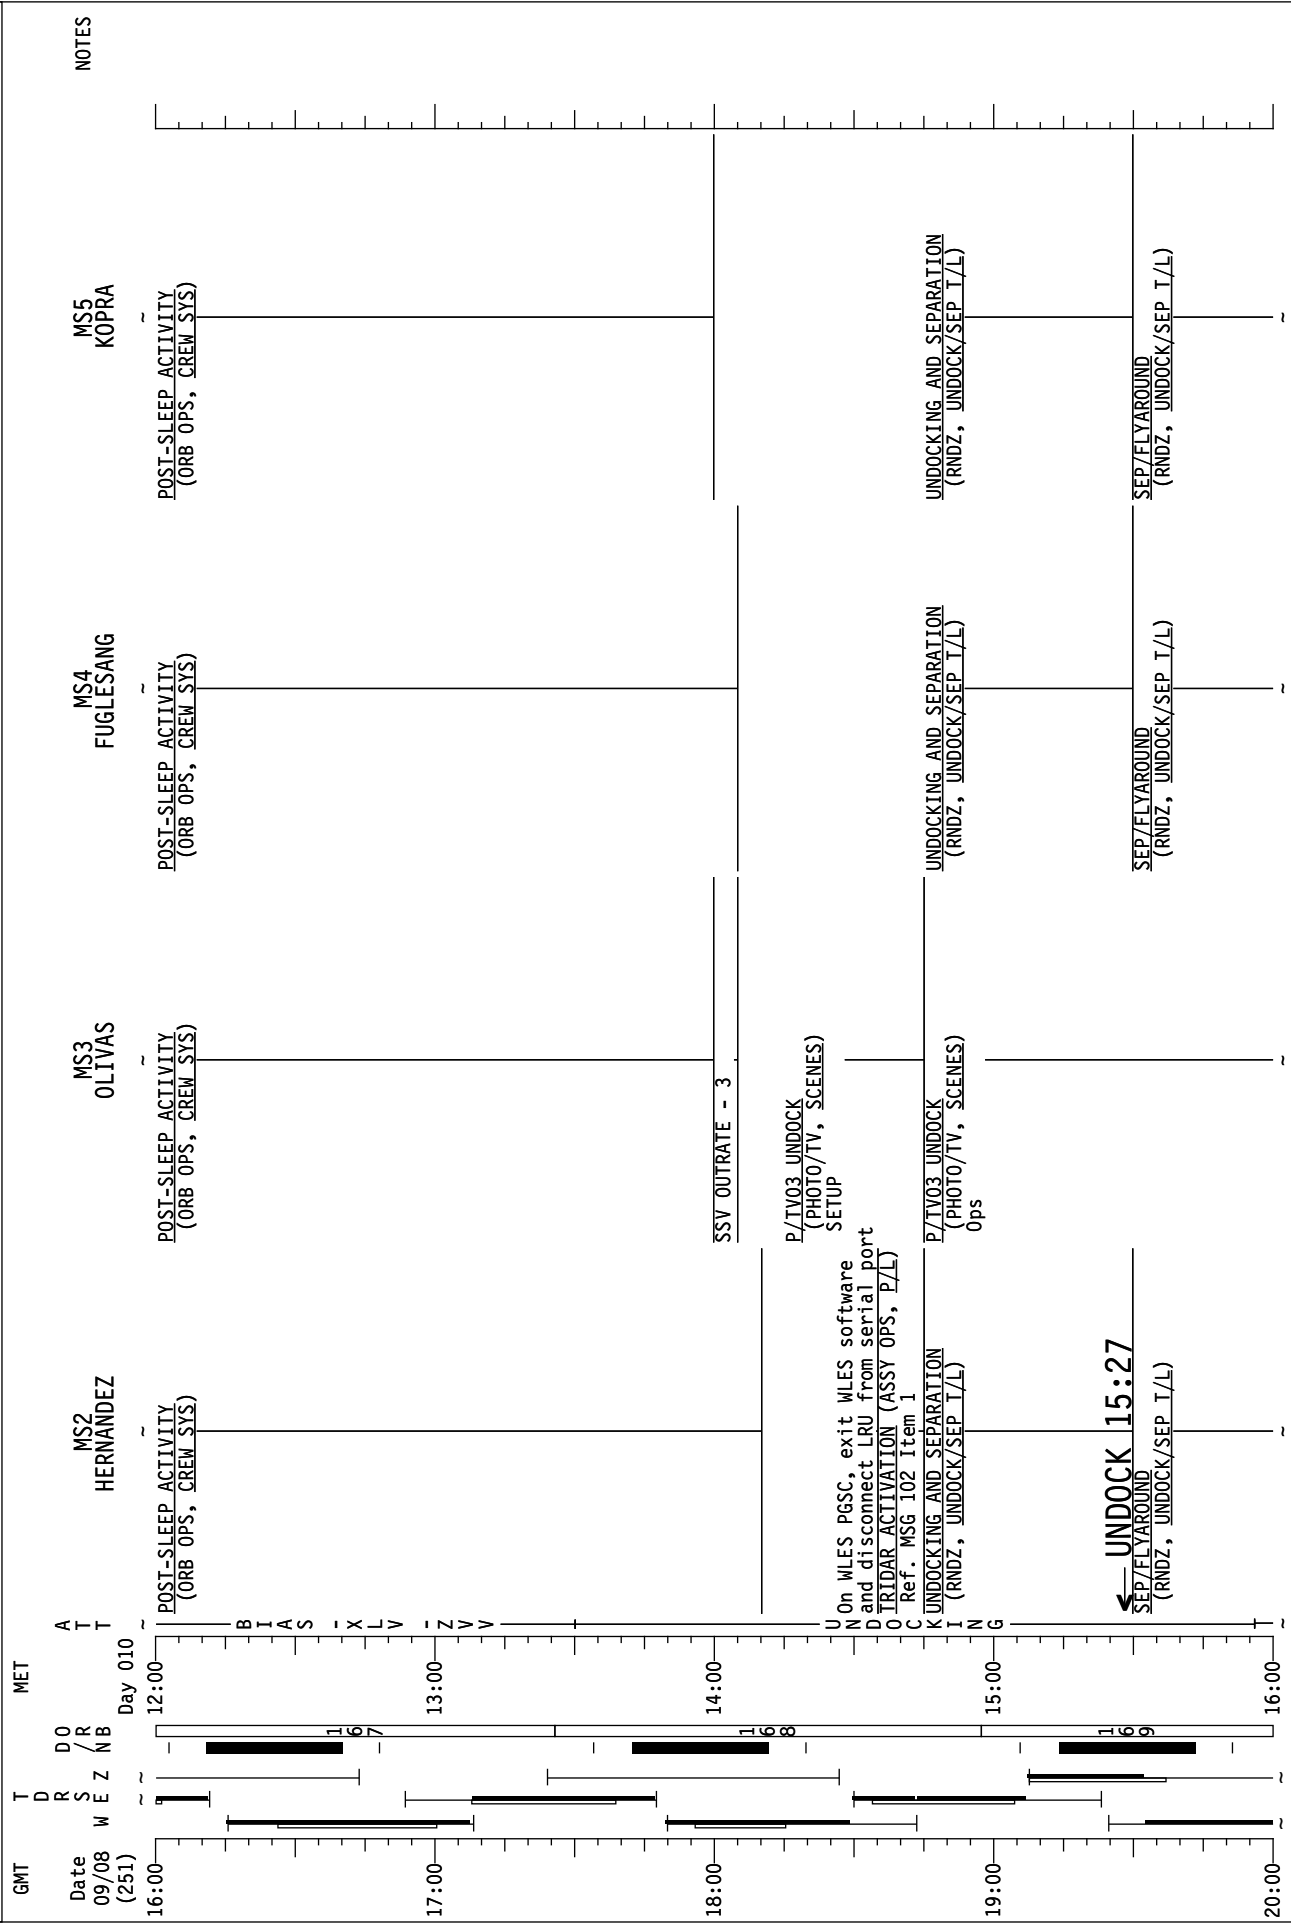 GMT
MET
NOTES
Date
09/08
(251)
T
D
R
S
W E Z
D O
/ R
N B
Day 010
A
T
T
MS2
HERNANDEZ
MS3
OLIVAS
MS4
FUGLESANG
MS5
KOPRA
16:00
17:00
18:00
19:00
20:00
167
168
169
12:00
13:00
14:00
15:00
16:00
BIAS -XLV -ZVV
UNDOCKING
POST-SLEEP ACTIVITY
(ORB OPS, CREW SYS)
On WLES PGSC, exit WLES software
and disconnect LRU from serial port
TRIDAR ACTIVATION (ASSY OPS, P/L)
Ref. MSG 102 Item 1
UNDOCKING AND SEPARATION
(RNDZ, UNDOCK/SEP T/L)
← UNDOCK 15:27
SEP/FLYAROUND
(RNDZ, UNDOCK/SEP T/L)
POST-SLEEP ACTIVITY
(ORB OPS, CREW SYS)
SSV OUTRATE - 3
P/TV03 UNDOCK
(PHOTO/TV, SCENES)
SETUP
P/TV03 UNDOCK
(PHOTO/TV, SCENES)
Ops
POST-SLEEP ACTIVITY
(ORB OPS, CREW SYS)
UNDOCKING AND SEPARATION
(RNDZ, UNDOCK/SEP T/L)
SEP/FLYAROUND
(RNDZ, UNDOCK/SEP T/L)
POST-SLEEP ACTIVITY
(ORB OPS, CREW SYS)
UNDOCKING AND SEPARATION
(RNDZ, UNDOCK/SEP T/L)
SEP/FLYAROUND
(RNDZ, UNDOCK/SEP T/L)